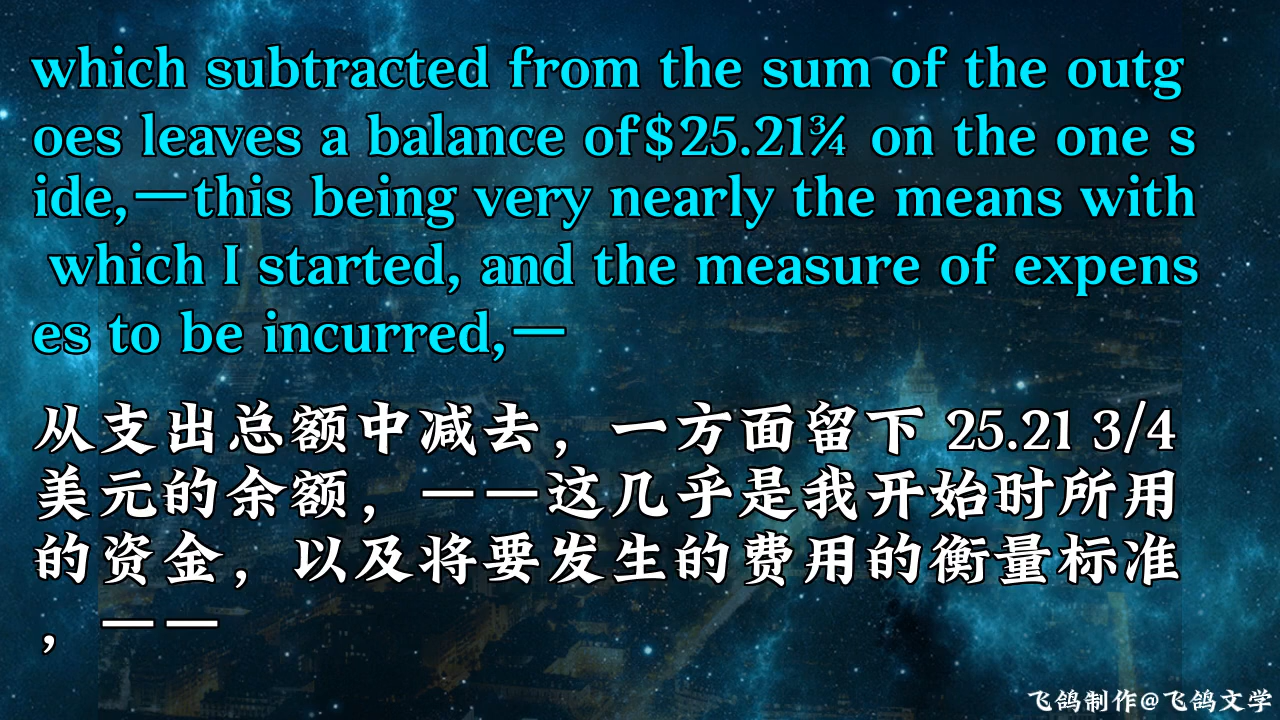 which subtracted from the sum of the outg
oes leaves a balance of$25.21¾ on the one s
ide,—this being very nearly the means with
which I started, and the measure of expens
es to be incurred,—
从支出总额中减去，一方面留下 25.21 3/4
美元的余额，——这几乎是我开始时所用
的资金，以及将要发生的费用的衡量标准
，——
飞鸽制作@飞鸽文学